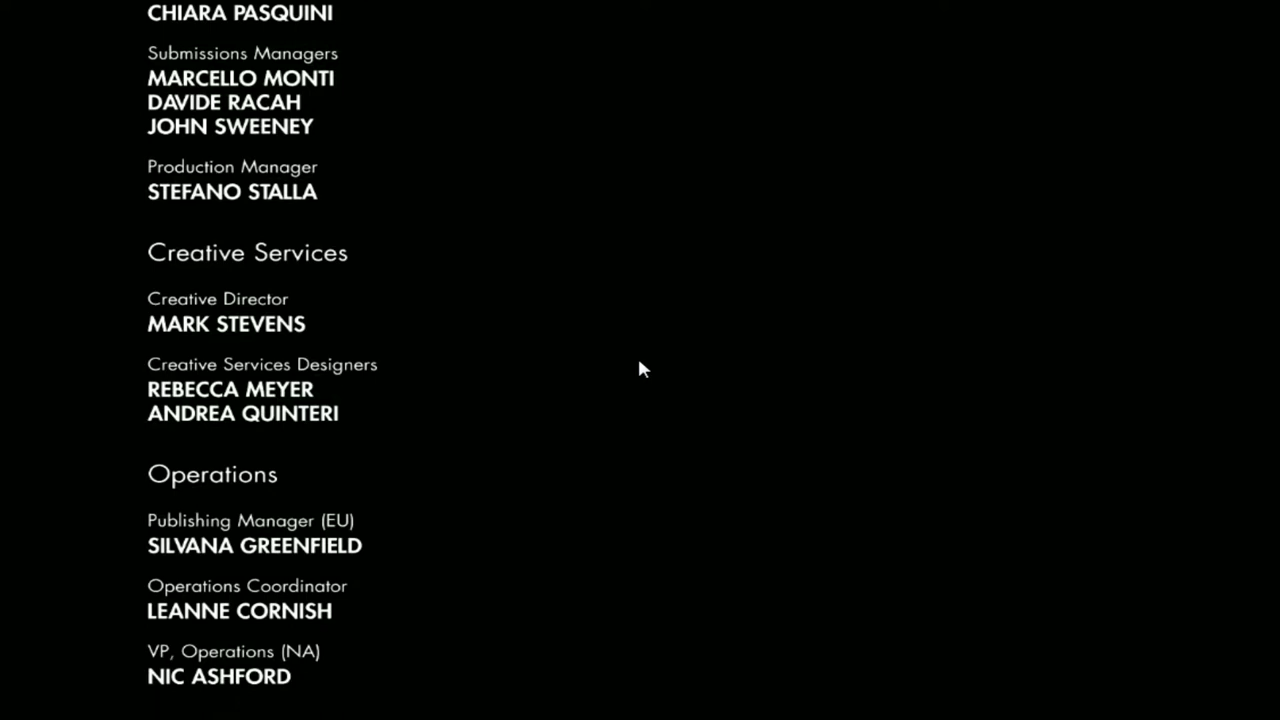 CHIARA PASQUINI
Submissions Managers
MARCELLO MONTI
DAVIDE RACAH
JOHN SWEENEY
Production Manager
STEFANO STALLA
Creative Services
Creative Director
MARK STEVENS
Creative Services Designers
REBECCA MEYER
ANDREA QUINTERI
Operations
Publishing Manager (EU)
SILVANA GREENFIELD
Operations Coordinator
LEANNE CORNISH
VP, Operations (NA)
NIC ASHFORD